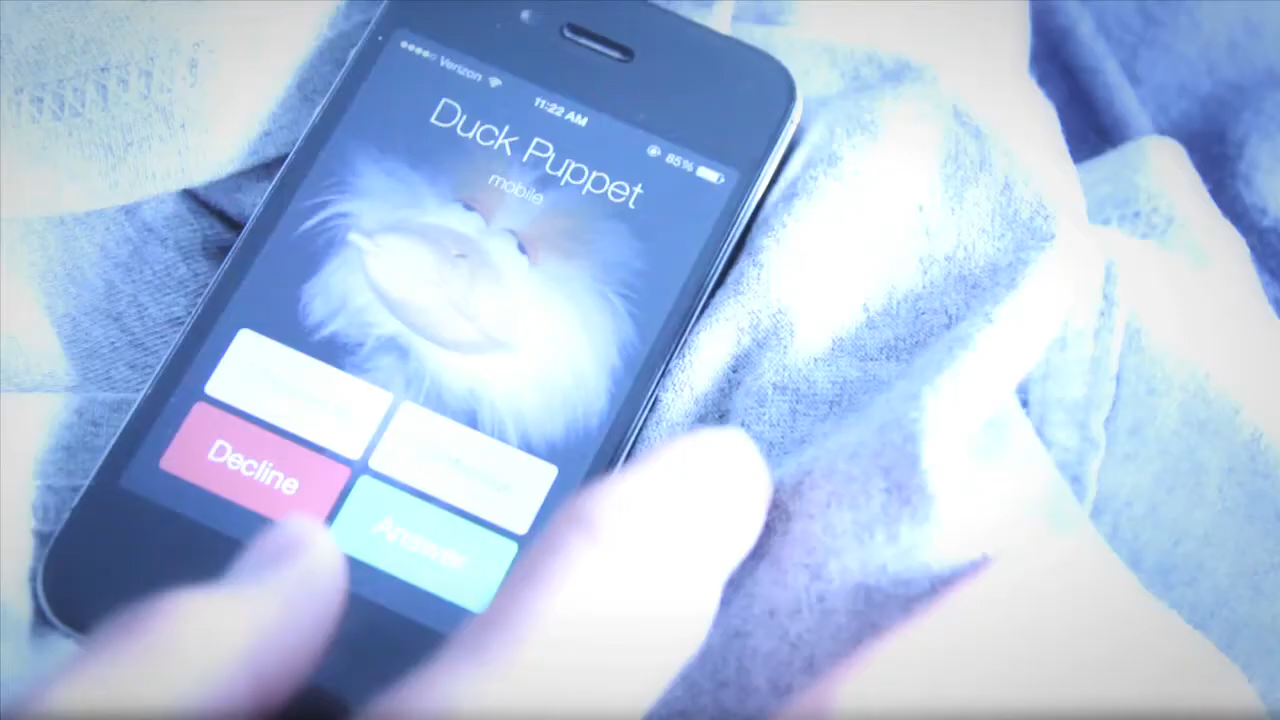 Verizon
11:22 AM
85%
Duck Puppet
mobile
Decline
Answer